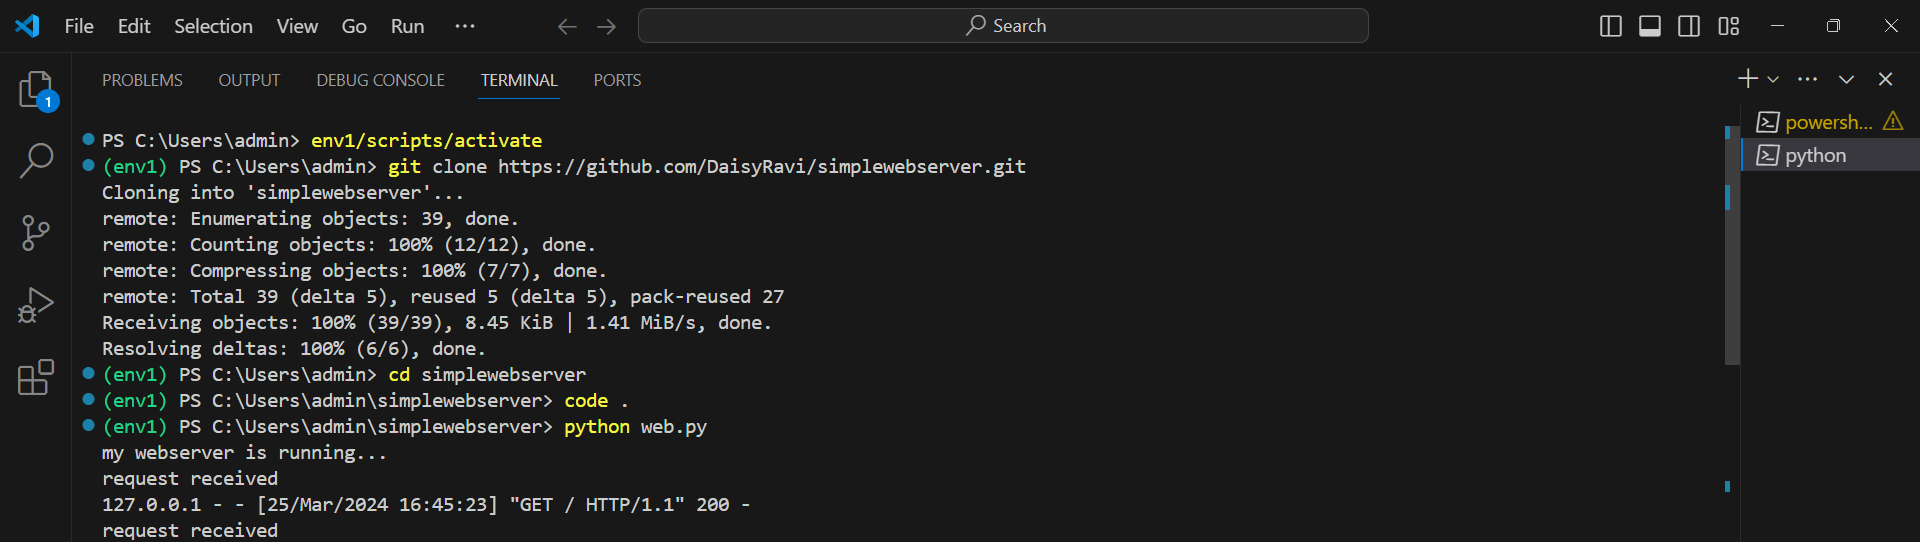 File Edit Selection View Go Run ... Search
PROBLEMS OUTPUT DEBUG CONSOLE TERMINAL PORTS
1
PS C:\Users\admin> env1/scripts/activate
(env1) PS C:\Users\admin> git clone https://github.com/DaisyRavi/simplewebserver.git
Cloning into 'simplewebserver'...
remote: Enumerating objects: 39, done.
remote: Counting objects: 100% (12/12), done.
remote: Compressing objects: 100% (7/7), done.
remote: Total 39 (delta 5), reused 5 (delta 5), pack-reused 27
Receiving objects: 100% (39/39), 8.45 KiB | 1.41 MiB/s, done.
Resolving deltas: 100% (6/6), done.
(env1) PS C:\Users\admin> cd simplewebserver
(env1) PS C:\Users\admin\simplewebserver> code .
(env1) PS C:\Users\admin\simplewebserver> python web.py
my webserver is running...
request received
127.0.0.1 - - [25/Mar/2024 16:45:23] "GET / HTTP/1.1" 200 -
request received
powersh...
python